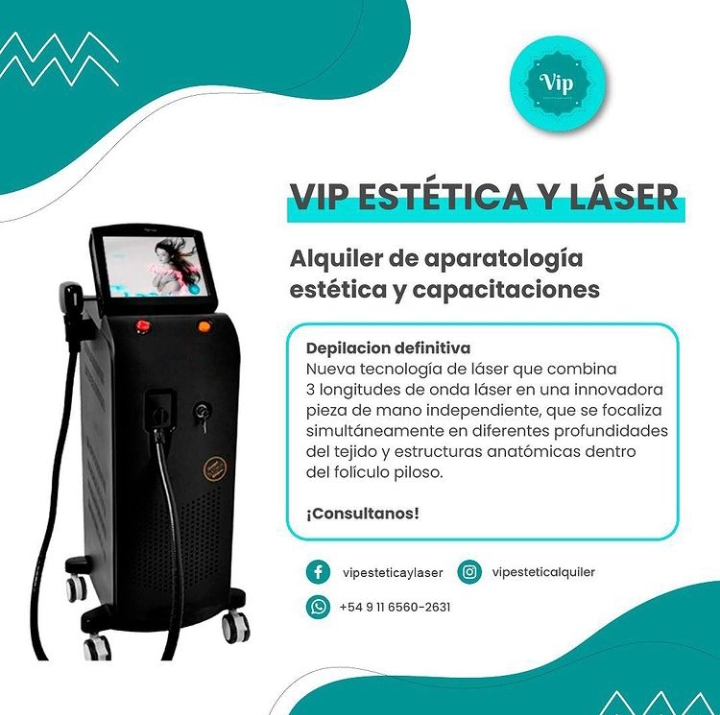 Vip
VIP ESTÉTICA Y LÁSER
Alquiler de aparatología
estética y capacitaciones
Depilacion definitiva
Nueva tecnología de láser que combina
3 longitudes de onda láser en una innovadora
pieza de mano independiente, que se focaliza
simultáneamente en diferentes profundidades
del tejido y estructuras anatómicas dentro
del folículo piloso.
¡Consultanos!
vipesteticaylaser vipesteticalquiler
+54 9 11 6560-2631